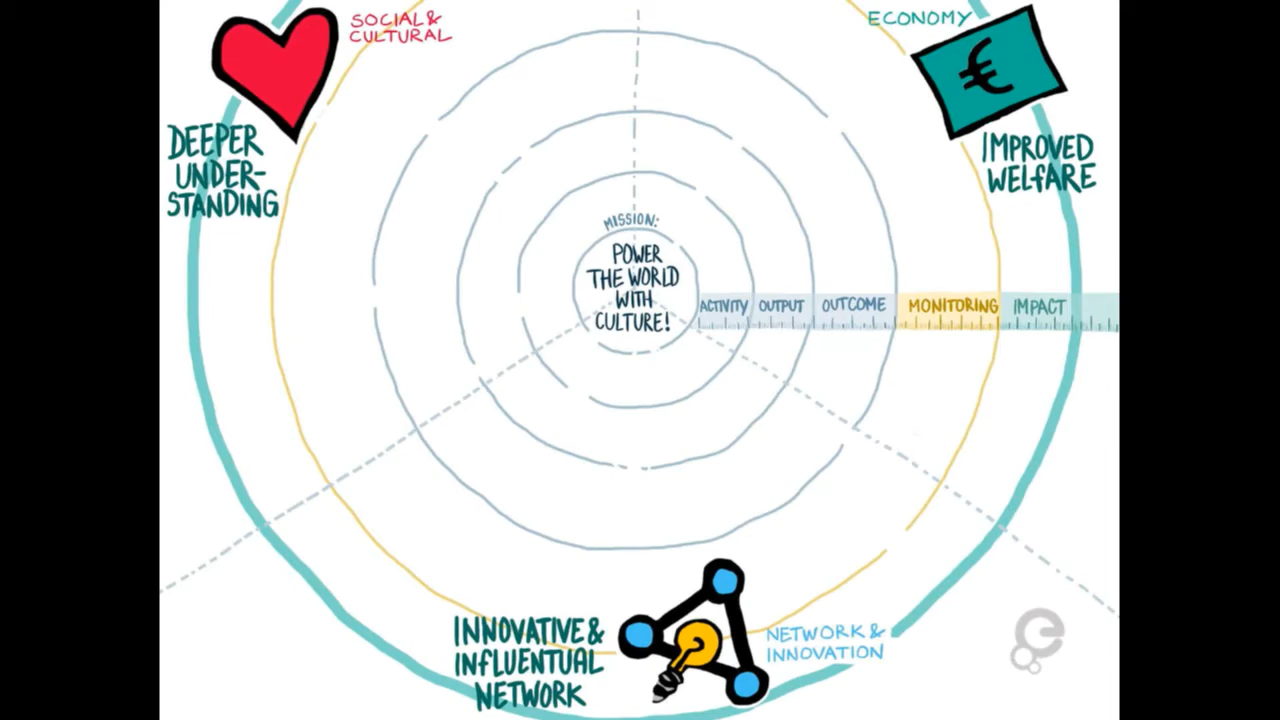 SOCIAL &
CULTURAL
ECONOMY
€
DEEPER
UNDER-
STANDING
IMPROVED
WELFARE
MISSION:
POWER
THE WORLD
WITH
CULTURE!
ACTIVITY OUTPUT OUTCOME MONITORING IMPACT
INNOVATIVE &
INFLUENTUAL
NETWORK
NETWORK &
INNOVATION
e